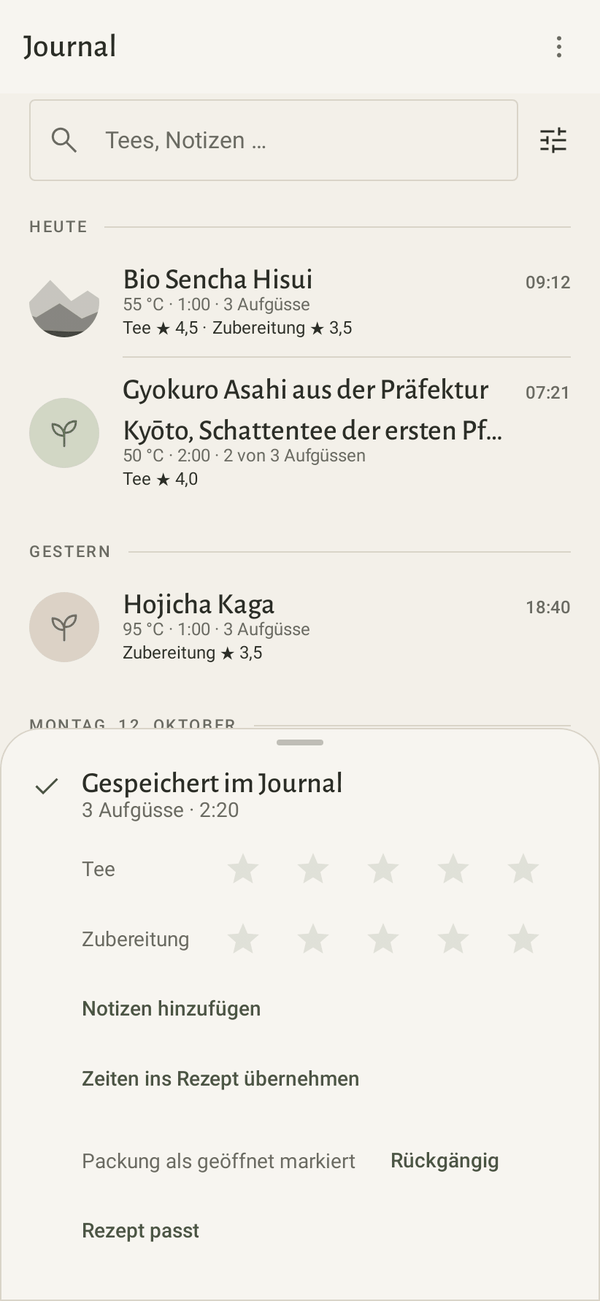 Journal
Tees, Notizen …
HEUTE
Bio Sencha Hisui
09:12
55 °C · 1:00 · 3 Aufgüsse
Tee ★ 4,5 · Zubereitung ★ 3,5
Gyokuro Asahi aus der Präfektur
07:21
Kyōto, Schattentee der ersten Pf…
50 °C · 2:00 · 2 von 3 Aufgüssen
Tee ★ 4,0
GESTERN
Hojicha Kaga
18:40
95 °C · 1:00 · 3 Aufgüsse
Zubereitung ★ 3,5
MONTAG, 12. OKTOBER
Gespeichert im Journal
3 Aufgüsse · 2:20
Tee
Zubereitung
Notizen hinzufügen
Zeiten ins Rezept übernehmen
Packung als geöffnet markiert
Rückgängig
Rezept passt